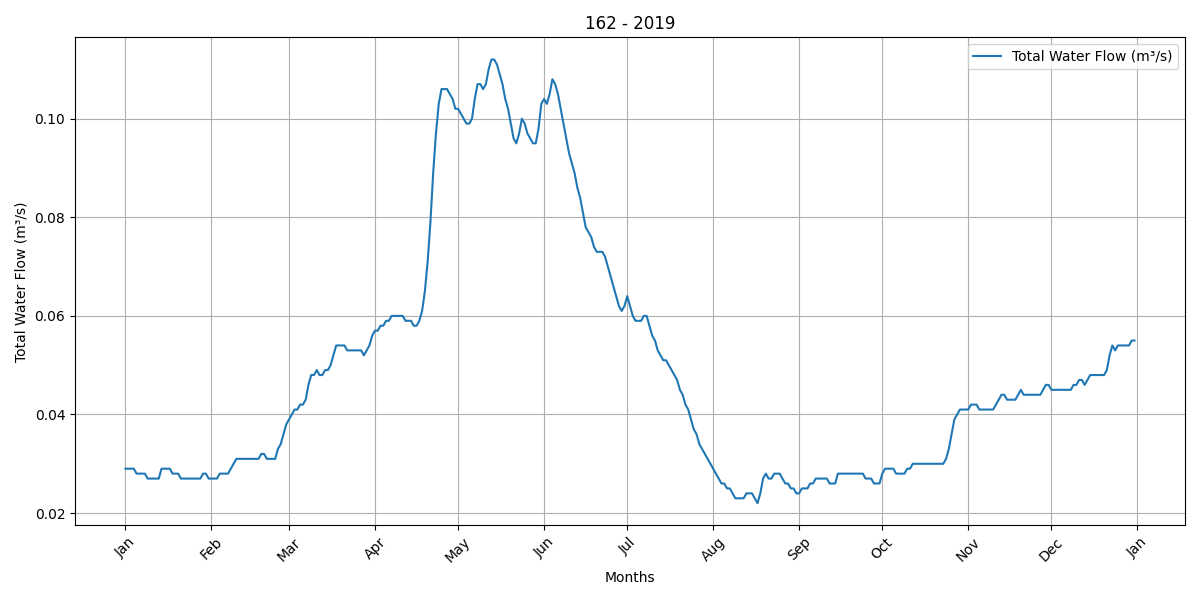 162 - 2019
Total Water Flow (m³/s)
Total Water Flow (m³/s)
0.10
0.08
0.06
0.04
0.02
Jan Feb Mar Apr May Jun Jul Aug Sep Oct Nov Dec Jan
Months